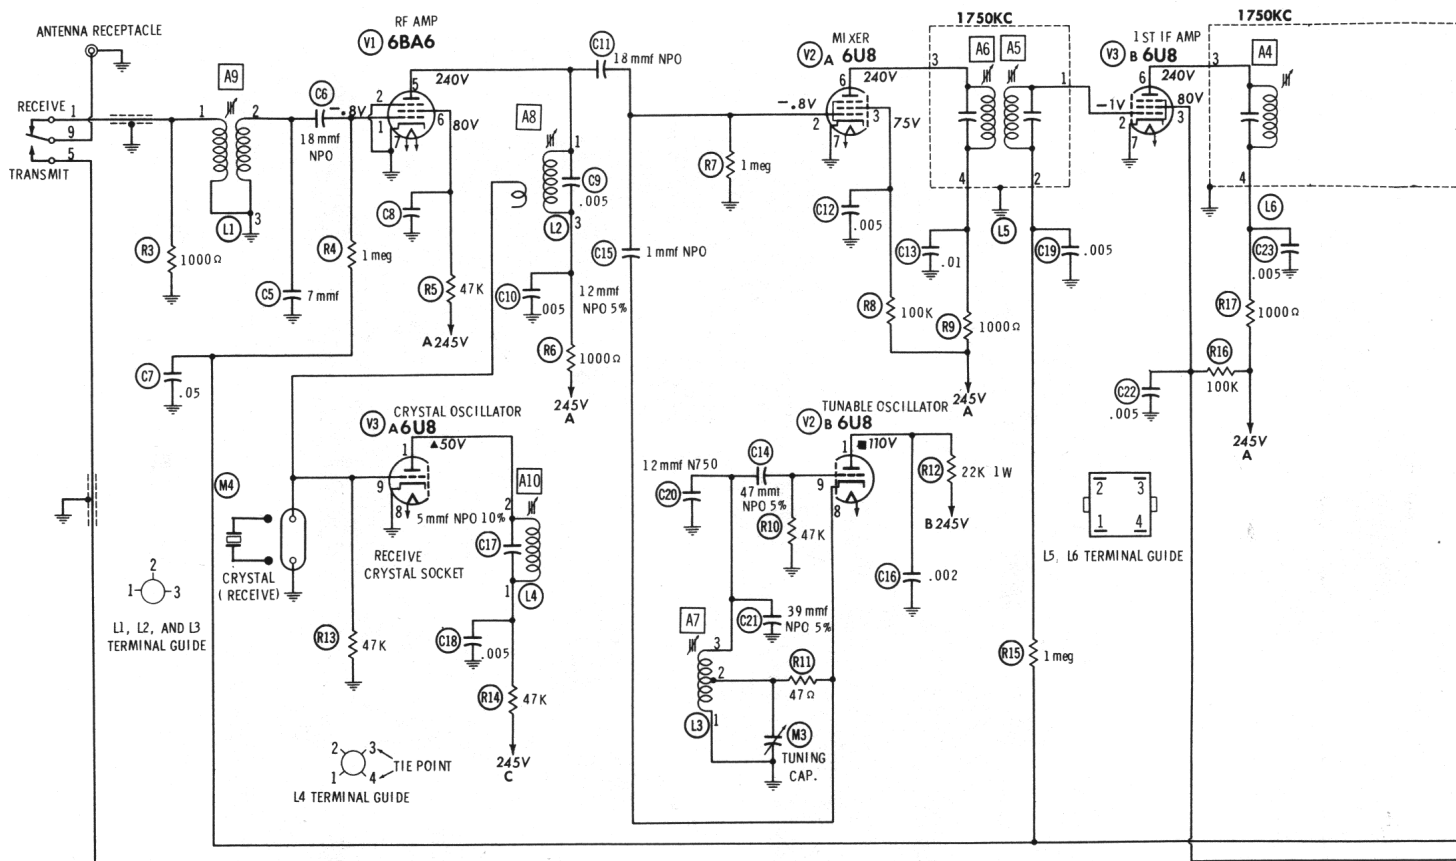 ANTENNA RECEPTACLE
RECEIVE
1
9
5
TRANSMIT
A9
1
2
3
L1
R3
1000Ω
C5
7mmf
C6
18 mmf
NPO
-.8V
RF AMP
V1 6BA6
240V
5
2
1
6
7
80V
R4
1 meg
C7
.05
C8
R5
47K
A 245V
A8
1
C9
.005
L2
3
C10
.005
12mmf
NPO 5%
R6
1000Ω
245V
A
C11
18 mmf NPO
C15
1 mmf NPO
R7
1 meg
MIXER
V2 A 6U8
-.8V
6
240V
2
3
7
75V
C12
.005
R8
100K
1750KC
3
A6
A5
1
4
2
L5
C13
.01
R9
1000Ω
245V
A
C19
.005
1ST IF AMP
V3 B 6U8
-1V
6
240V
80V
2
3
7
1750KC
3
A4
4
L6
C23
.005
R17
1000Ω
R16
100K
C22
.005
245V
A
M4
CRYSTAL
(RECEIVE)
RECEIVE
CRYSTAL SOCKET
CRYSTAL OSCILLATOR
V3 A 6U8
▲50V
1
9
8
5 mmf NPO 10%
C17
A10
2
1
L4
C18
.005
R13
47K
R14
47K
245V
C
TUNABLE OSCILLATOR
V2 B 6U8
■110V
1
9
8
12mmf N750
C20
C14
47 mmf
NPO 5%
R10
47K
R12
22K 1W
B 245V
C16
.002
C21
39 mmf
NPO 5%
A7
3
2
1
L3
R11
47Ω
M3
TUNING
CAP.
R15
1 meg
2
1
3
L1, L2, AND L3
TERMINAL GUIDE
2
3
1
4
TIE POINT
L4 TERMINAL GUIDE
2
3
1
4
L5, L6 TERMINAL GUIDE